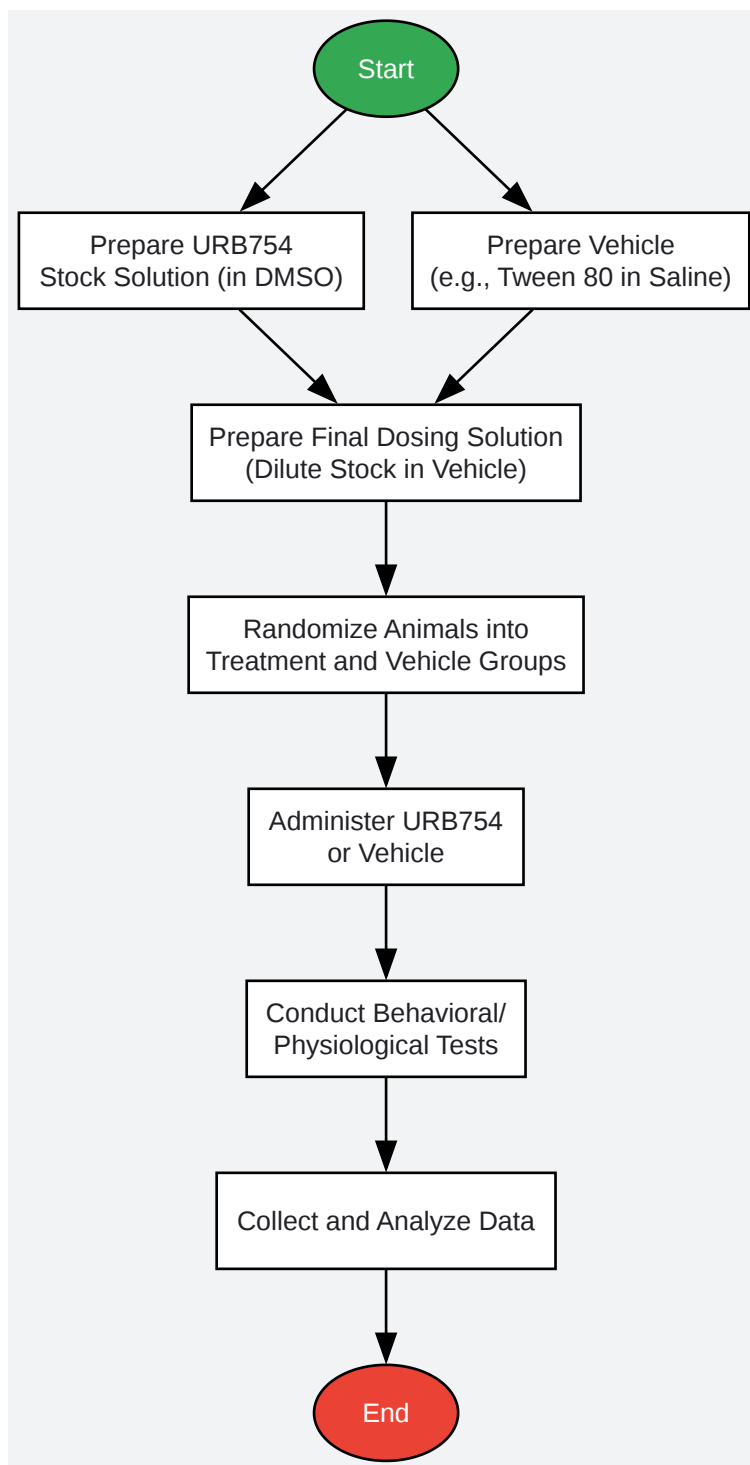 Start
Prepare URB754
Stock Solution (in DMSO)
Prepare Vehicle
(e.g., Tween 80 in Saline)
Prepare Final Dosing Solution
(Dilute Stock in Vehicle)
Randomize Animals into
Treatment and Vehicle Groups
Administer URB754
or Vehicle
Conduct Behavioral/
Physiological Tests
Collect and Analyze Data
End